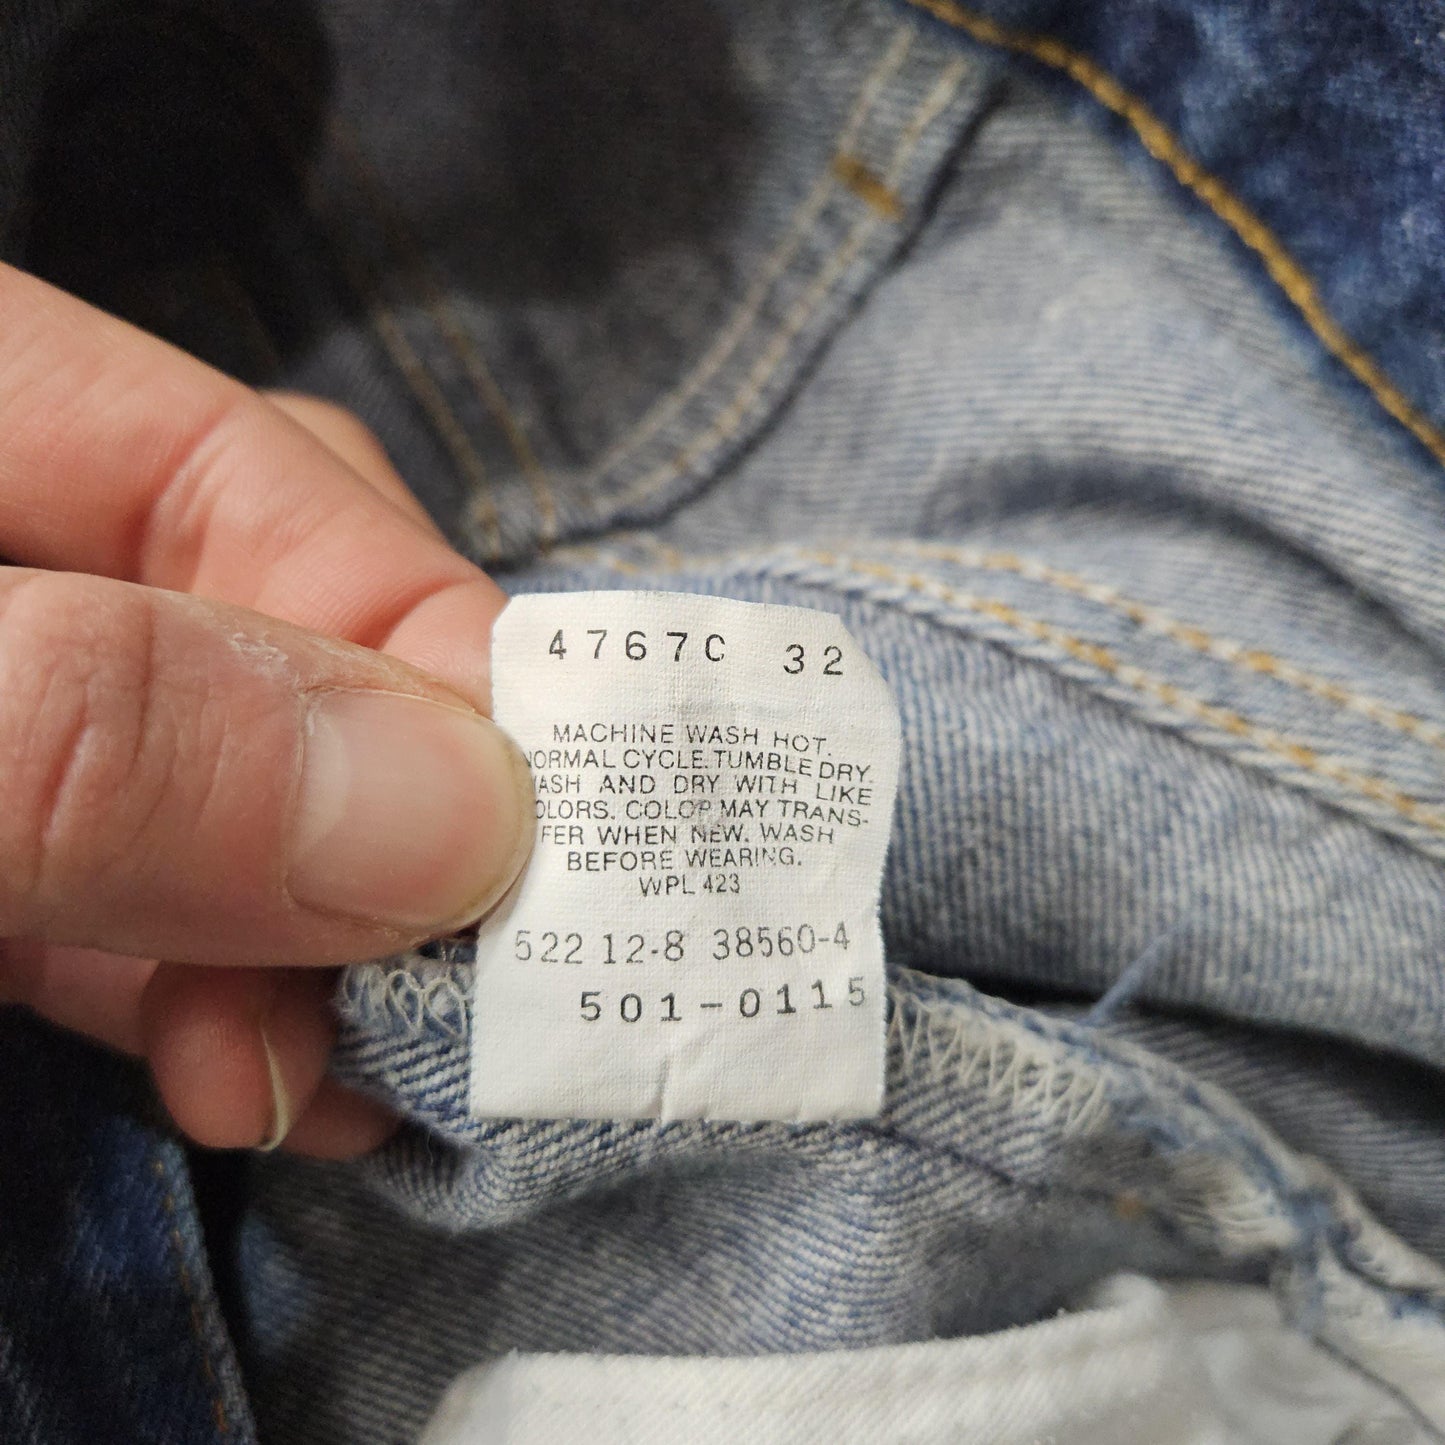 4767C 32
MACHINE WASH HOT.
NORMAL CYCLE. TUMBLE DRY.
WASH AND DRY WITH LIKE
COLORS. COLOR MAY TRANS-
FER WHEN NEW. WASH
BEFORE WEARING.
WPL 423
522 12-8 38560-4
501-0115